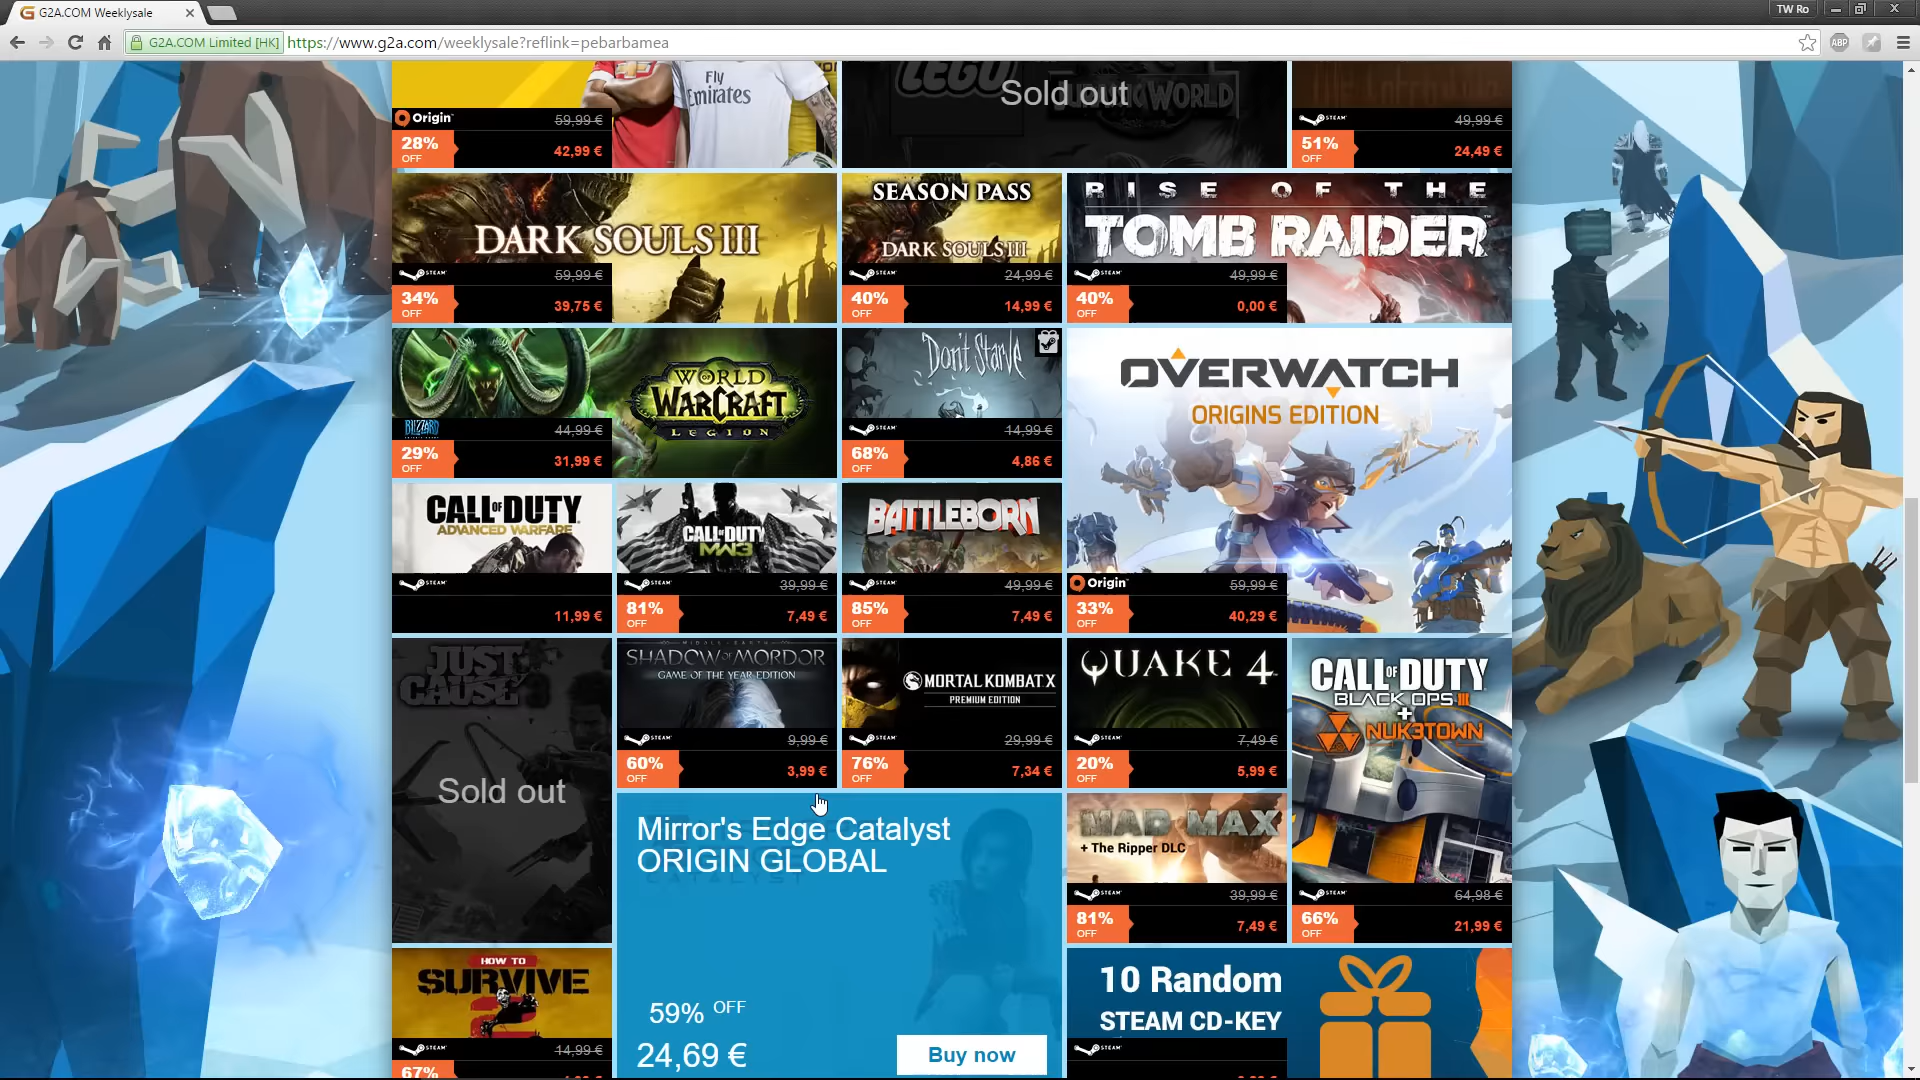 G2A.COM Weeklysale
TW Ro
G2A.COM Limited [HK]
https://www.g2a.com/weeklysale?reflink=pebarbamea
ABP
Fly
Emirates
Origin
59,99 €
28%
OFF
42,99 €
LEGO
WORLD
Sold out
STEAM
49,99 €
51%
OFF
24,49 €
DARK SOULS III
STEAM
59,99 €
34%
OFF
39,75 €
SEASON PASS
DARK SOULS III
STEAM
24,99 €
40%
OFF
14,99 €
RISE OF THE
TOMB RAIDER
STEAM
49,99 €
40%
OFF
0,00 €
WORLD
OF
WARCRAFT
LEGION
BLIZZARD
44,99 €
29%
OFF
31,99 €
Don't Starve
STEAM
14,99 €
68%
OFF
4,86 €
OVERWATCH
ORIGINS EDITION
Origin
59,99 €
33%
OFF
40,29 €
CALL OF DUTY
ADVANCED WARFARE
STEAM
11,99 €
CALL OF DUTY
MW3
STEAM
39,99 €
81%
OFF
7,49 €
BATTLEBORN
STEAM
49,99 €
85%
OFF
7,49 €
JUST
CAUSE
Sold out
MIDDLE-EARTH
SHADOW OF MORDOR
GAME OF THE YEAR EDITION
STEAM
9,99 €
60%
OFF
3,99 €
MORTAL KOMBAT X
PREMIUM EDITION
STEAM
29,99 €
76%
OFF
7,34 €
QUAKE 4
STEAM
7,49 €
20%
OFF
5,99 €
CALL OF DUTY
BLACK OPS III
+
NUK3TOWN
STEAM
64,98 €
66%
OFF
21,99 €
Mirror's Edge Catalyst
ORIGIN GLOBAL
59% OFF
24,69 €
Buy now
MAD MAX
+ The Ripper DLC
STEAM
39,99 €
81%
OFF
7,49 €
HOW TO
SURVIVE
2
STEAM
14,99 €
67%
10 Random
STEAM CD-KEY
STEAM